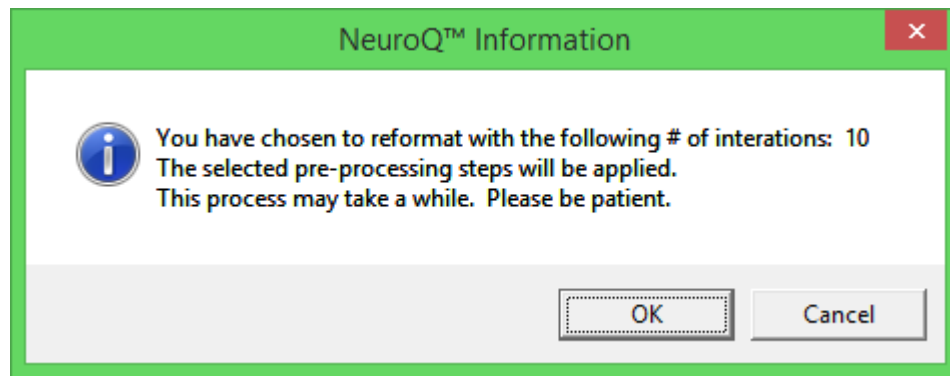 NeuroQ™ Information
You have chosen to reformat with the following # of interations:  10
The selected pre-processing steps will be applied.
This process may take a while.  Please be patient.
OK
Cancel